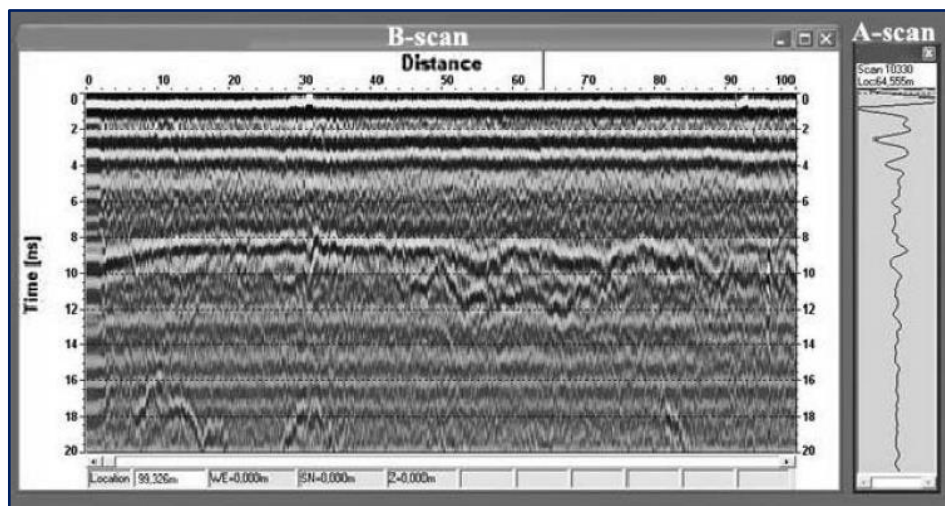 B-scan
Distance
0 10 20 30 40 50 60 70 80 90 100
Time [ns]
0 0
2 2
4 4
6 6
8 8
10 10
12 12
14 14
16 16
18 18
20 20
Location 99,326m WE=0,000m SN=0,000m Z=0,000m
A-scan
Scan 10330
Loc:64,555m